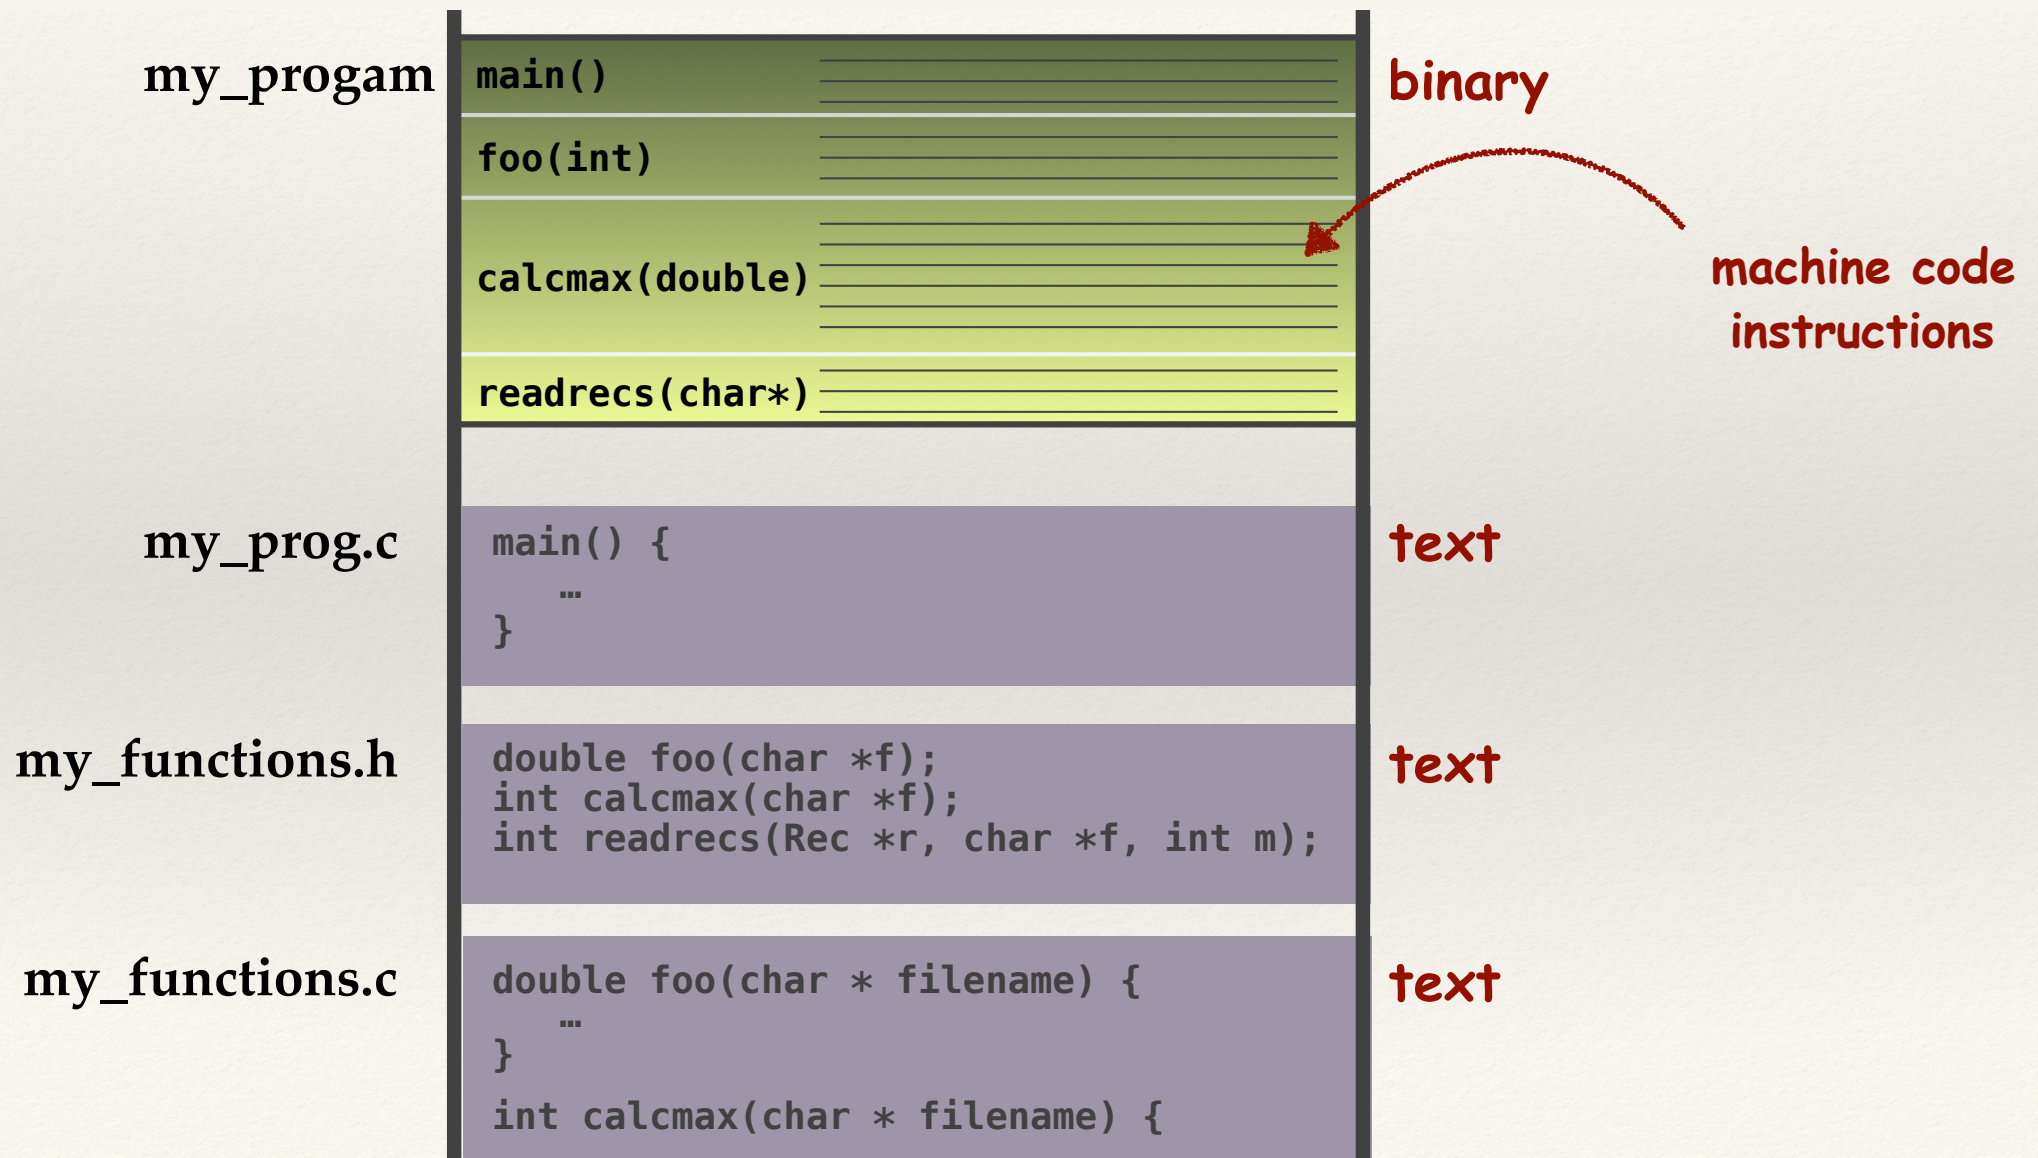 my_progam
main()
binary
foo(int)
calcmax(double)
machine code
instructions
readrecs(char*)
my_prog.c
main() {
…
}
text
my_functions.h
double foo(char *f);
int calcmax(char *f);
int readrecs(Rec *r, char *f, int m);
text
my_functions.c
double foo(char * filename) {
…
}
int calcmax(char * filename) {
text